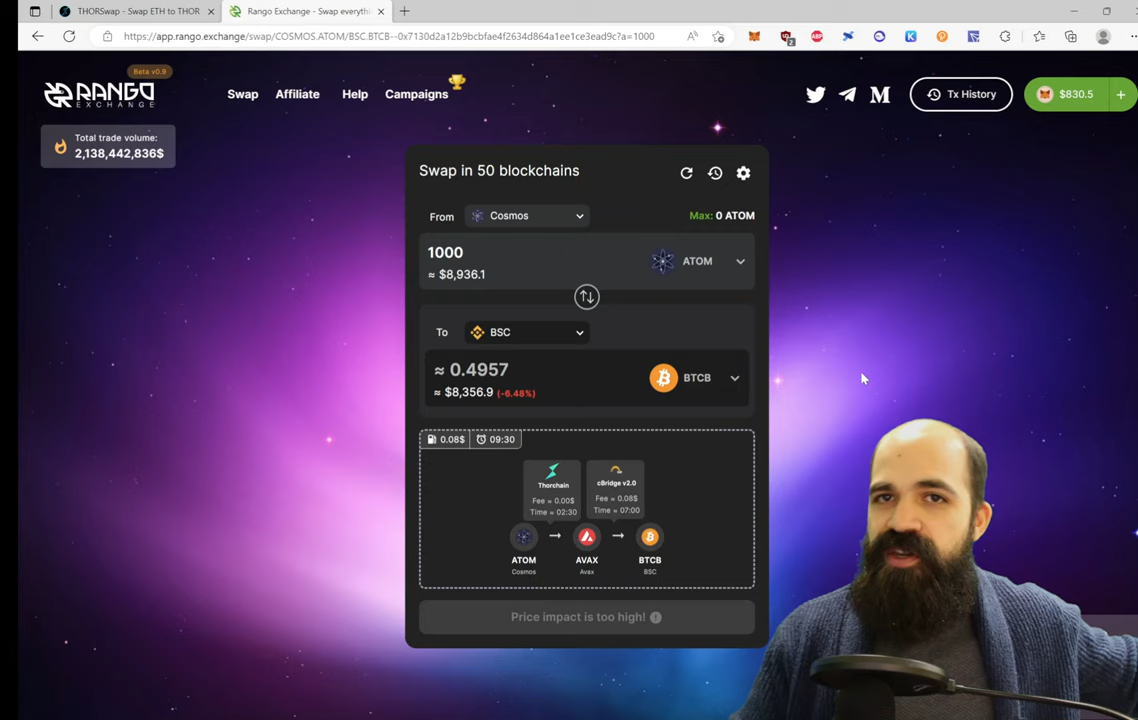 THORSwap - Swap ETH to THOR
Rango Exchange - Swap everythi
https://app.rango.exchange/swap/COSMOS.ATOM/BSC.BTCB--0x7130d2a12b9bcbfae4f2634d864a1ee1ce3ead9c?a=1000
Beta v0.9
RANGO
EXCHANGE
Swap
Affiliate
Help
Campaigns
Tx History
$830.5
+
Total trade volume:
2,138,442,836$
Swap in 50 blockchains
From
Cosmos
Max: 0 ATOM
1000
ATOM
≈ $8,936.1
To
BSC
≈ 0.4957
BTCB
≈ $8,356.9 (-6.48%)
0.08$
09:30
Thorchain
Fee ≈ 0.00$
Time ≈ 02:30
cBridge v2.0
Fee ≈ 0.08$
Time ≈ 07:00
ATOM
Cosmos
AVAX
Avax
BTCB
BSC
Price impact is too high!